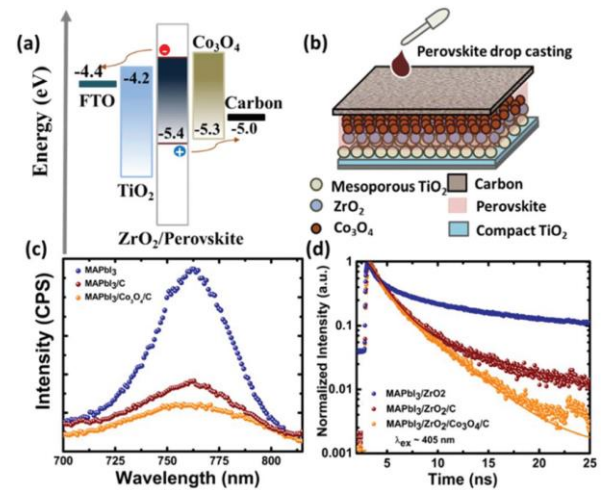 (a)
Energy (eV)
-4.4
FTO
-4.2
TiO₂
-5.4
Co₃O₄
-5.3
Carbon
-5.0
ZrO₂/Perovskite
(b)
Perovskite drop casting
Mesoporous TiO₂
Carbon
ZrO₂
Perovskite
Co₃O₄
Compact TiO₂
(c)
MAPbI₃
MAPbI₃/C
MAPbI₃/Co₃O₄/C
Intensity (CPS)
700 725 750 775 800
Wavelength (nm)
(d)
Normalized Intensity (a.u.)
1
0.1
0.01
0.001
MAPbI₃/ZrO2
MAPbI₃/ZrO₂/C
MAPbI₃/ZrO₂/Co3O4/C
λex ~ 405 nm
5 10 15 20 25
Time (ns)